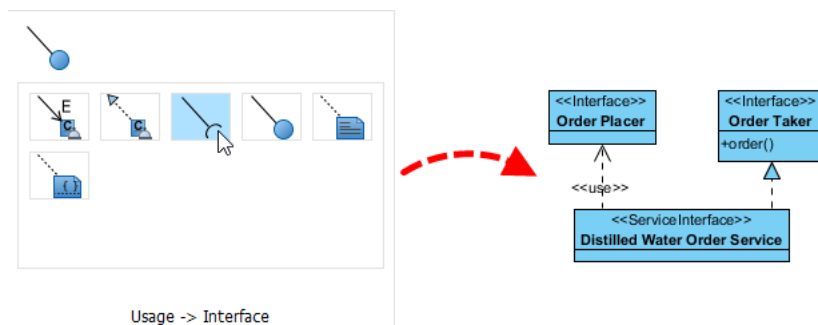 E
C
C
{}
Usage -> Interface
<<Interface>>
Order Placer
<<Interface>>
Order Taker
+order()
<<use>>
<<ServiceInterface>>
Distilled Water Order Service